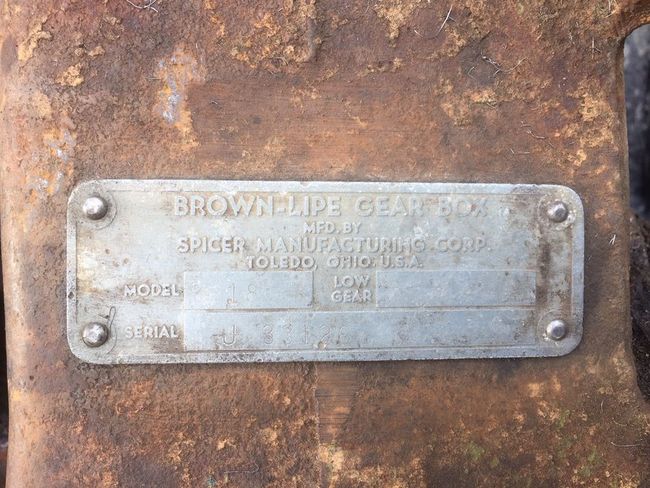 BROWN-LIPE GEAR BOX
MFD. BY
SPICER MANUFACTURING CORP.
TOLEDO, OHIO. U.S.A.
MODEL LOW GEAR
SERIAL